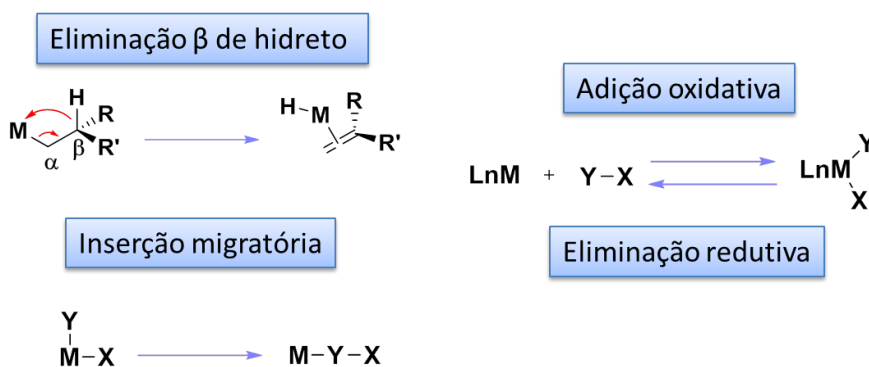 Eliminação β de hidreto
H
R
M
R'
α
β
H
M
R
R'
Inserção migratória
Y
M-X
M-Y-X
Adição oxidativa
LnM + Y-X
Y
LnM
X
Eliminação redutiva